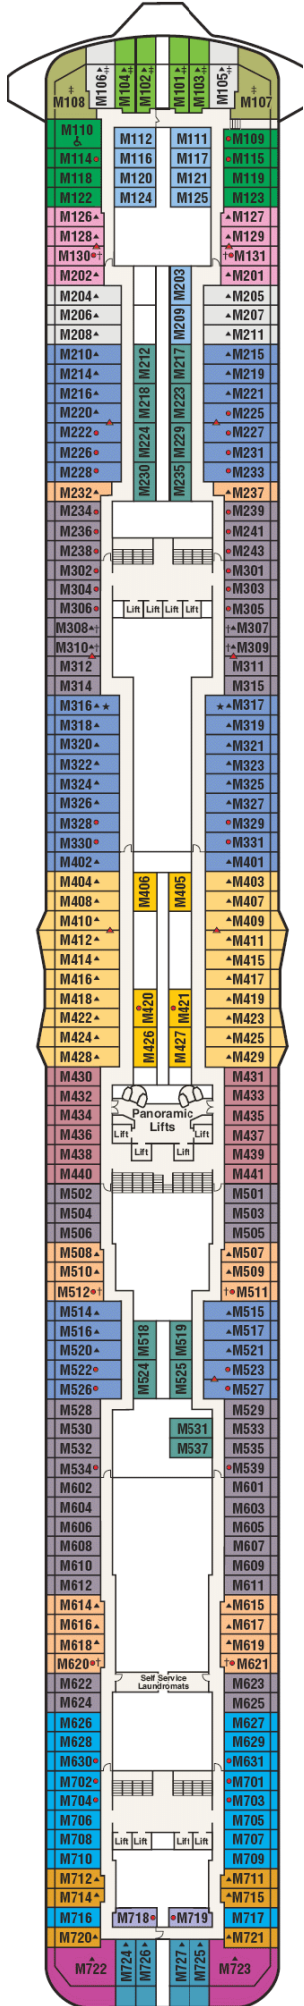 M108 M106 M104 M102 M101 M103 M105 M107
M110 M112 M111 M109
M114 M116 M117 M115
M118 M120 M121 M119
M122 M124 M125 M123
M126 M127
M128 M129
M130 M131
M202 M203 M201
M204 M205
M206 M209 M207
M208 M211
M210 M212 M217 M215
M214 M219
M216 M218 M223 M221
M220 M225
M222 M224 M229 M227
M226 M231
M228 M230 M235 M233
M232 M237
M234 M239
M236 M241
M238 M243
M302 M301
M304 M303
M306 Lift Lift Lift Lift M305
M308 M307
M310 M309
M312 M311
M314 M315
M316 M317
M318 M319
M320 M321
M322 M323
M324 M325
M326 M327
M328 M329
M330 M331
M402 M401
M404 M406 M405 M403
M408 M407
M410 M409
M412 M411
M414 M415
M416 M417
M418 M420 M421 M419
M422 M423
M424 M426 M427 M425
M428 M429
M430 M431
M432 M433
M434 Panoramic M435
Lifts
M436 Lift Lift M437
M438 Lift Lift M439
M440 M441
M502 M501
M504 M503
M506 M505
M508 M507
M510 M509
M512 M511
M514 M515
M516 M518 M519 M517
M520 M521
M522 M524 M525 M523
M526 M527
M528 M529
M530 M531 M533
M532 M537 M535
M534 M539
M602 M601
M604 M603
M606 M605
M608 M607
M610 M609
M612 M611
M614 M615
M616 M617
M618 M619
M620 M621
M622 Self Service M623
Laundromats
M624 M625
M626 M627
M628 M629
M630 M631
M702 M701
M704 M703
M706 M705
M708 Lift Lift Lift Lift M707
M710 M709
M712 M711
M714 M715
M716 M718 M719 M717
M720 M721
M722 M724 M726 M727 M725 M723